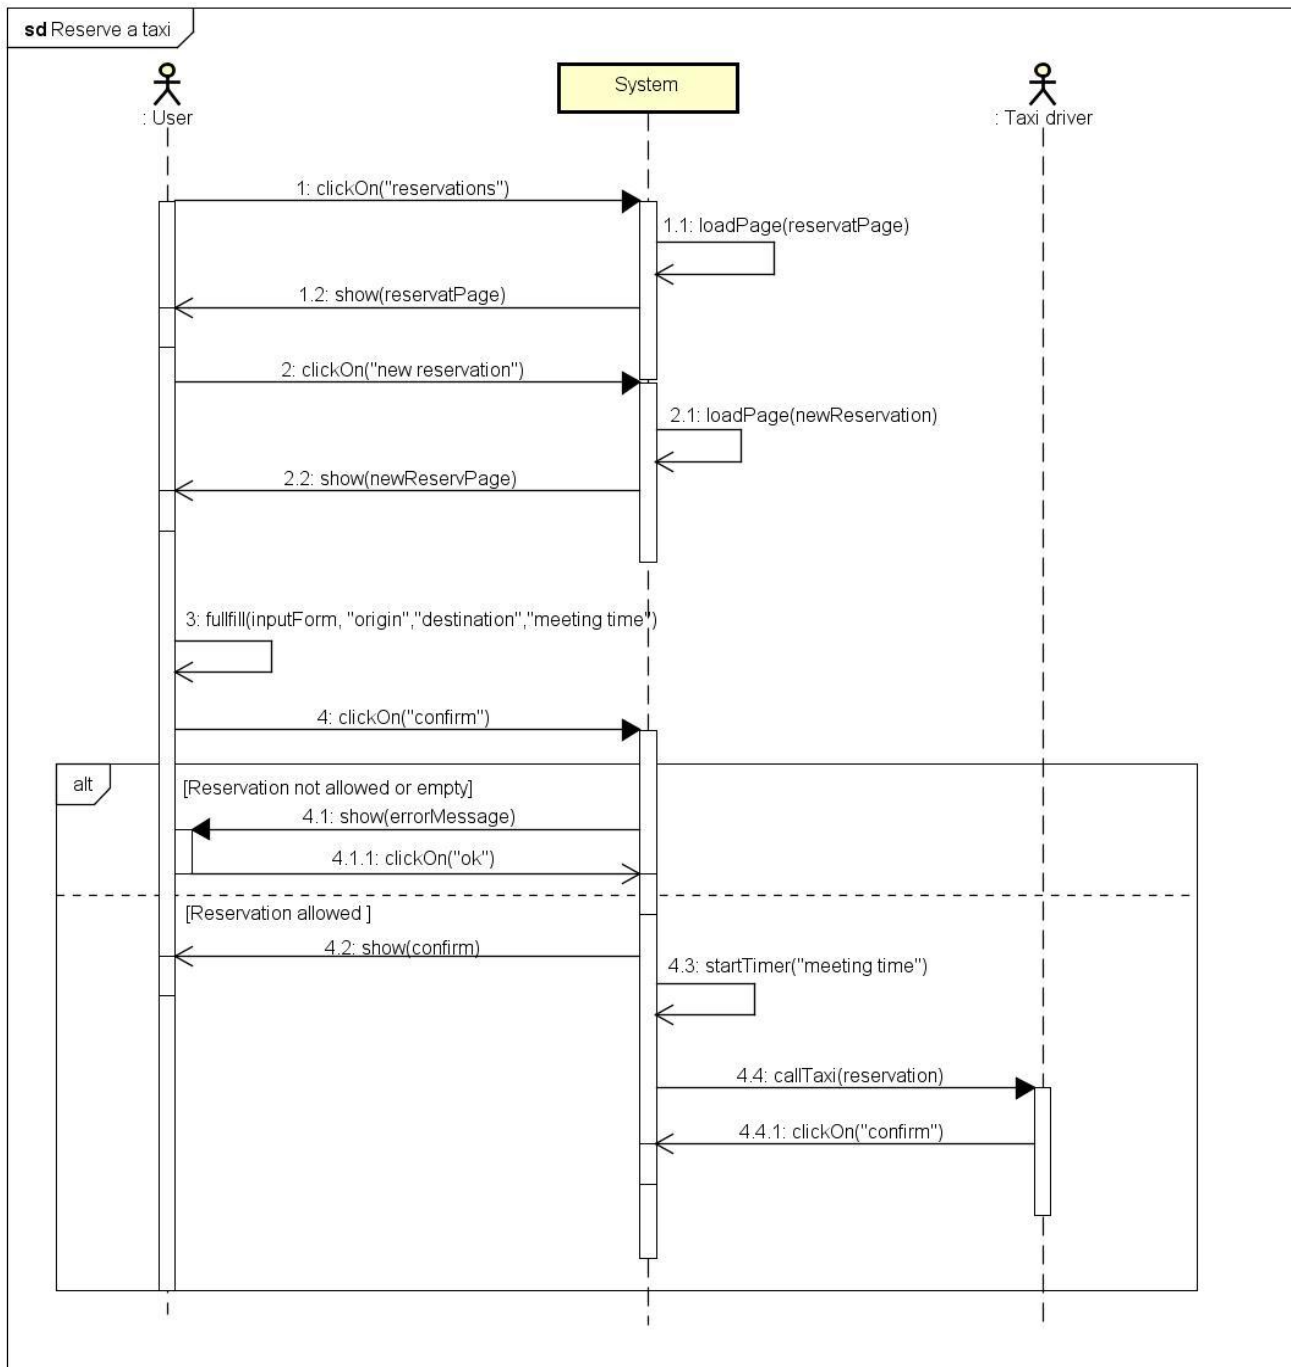 sd Reserve a taxi
: User
System
: Taxi driver
1: clickOn("reservations")
1.1: loadPage(reservatPage)
1.2: show(reservatPage)
2: clickOn("new reservation")
2.1: loadPage(newReservation)
2.2: show(newReservPage)
3: fullfill(inputForm, "origin","destination","meeting time")
4: clickOn("confirm")
alt
[Reservation not allowed or empty]
4.1: show(errorMessage)
4.1.1: clickOn("ok")
[Reservation allowed ]
4.2: show(confirm)
4.3: startTimer("meeting time")
4.4: callTaxi(reservation)
4.4.1: clickOn("confirm")